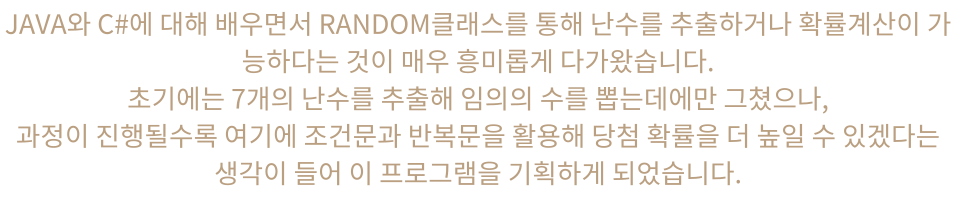 JAVA와 C#에 대해 배우면서 RANDOM클래스를 통해 난수를 추출하거나 확률계산이 가
능하다는 것이 매우 흥미롭게 다가왔습니다.
초기에는 7개의 난수를 추출해 임의의 수를 뽑는데에만 그쳤으나,
과정이 진행될수록 여기에 조건문과 반복문을 활용해 당첨 확률을 더 높일 수 있겠다는
생각이 들어 이 프로그램을 기획하게 되었습니다.